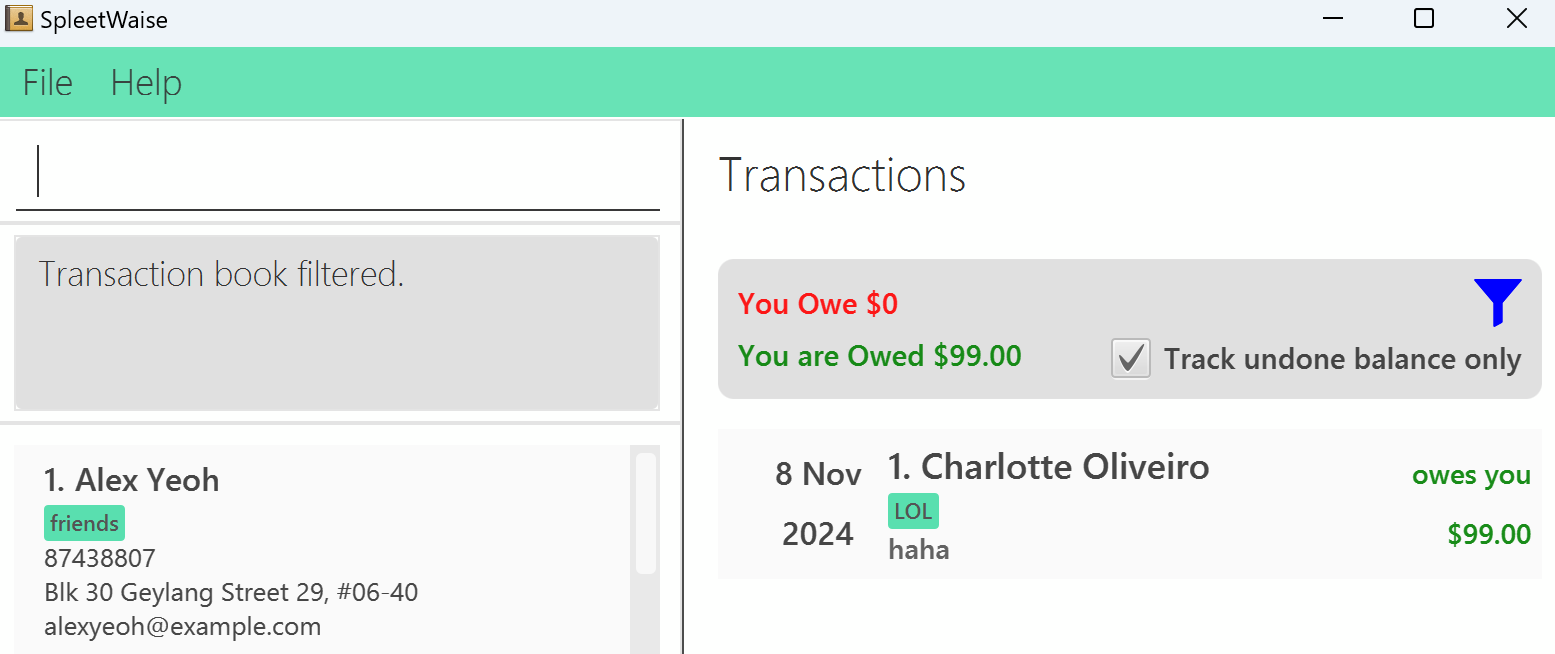 SpleetWaise
File Help
Transaction book filtered.
1. Alex Yeoh
friends
87438807
Blk 30 Geylang Street 29, #06-40
alexyeoh@example.com
Transactions
You Owe $0
You are Owed $99.00
Track undone balance only
8 Nov
2024
1. Charlotte Oliveiro
LOL
haha
owes you
$99.00